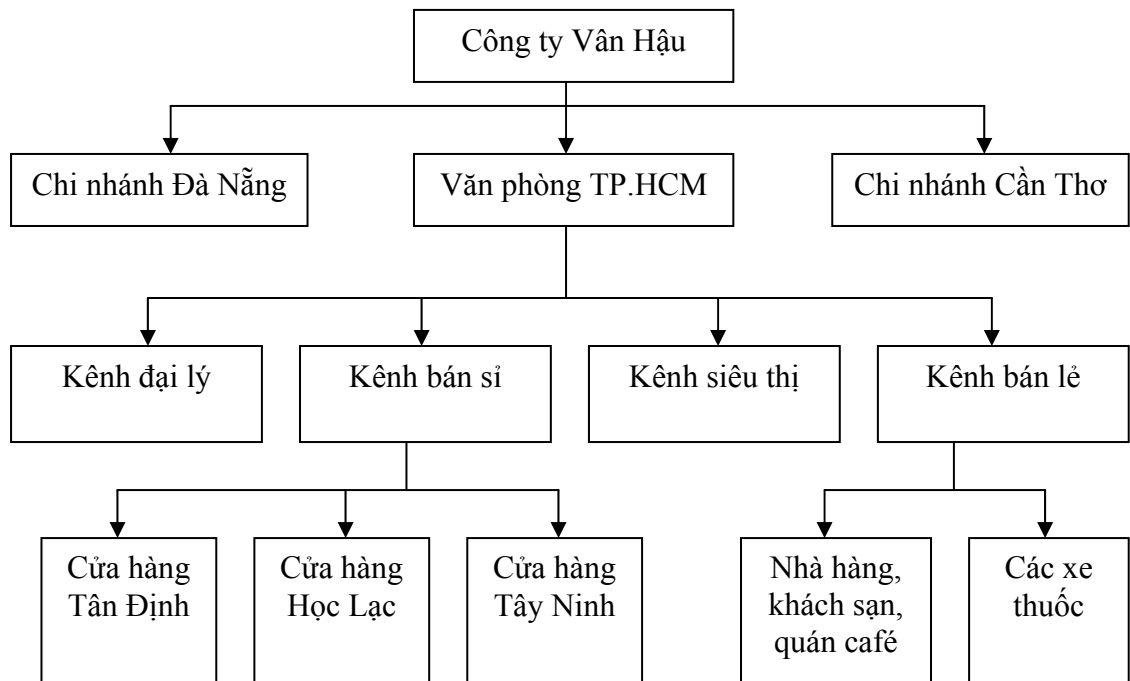 Công ty Vân Hậu
Chi nhánh Đà Nẵng
Văn phòng TP.HCM
Chi nhánh Cần Thơ
Kênh đại lý
Kênh bán sỉ
Kênh siêu thị
Kênh bán lẻ
Cửa hàng
Tân Định
Cửa hàng
Học Lạc
Cửa hàng
Tây Ninh
Nhà hàng,
khách sạn,
quán café
Các xe
thuốc